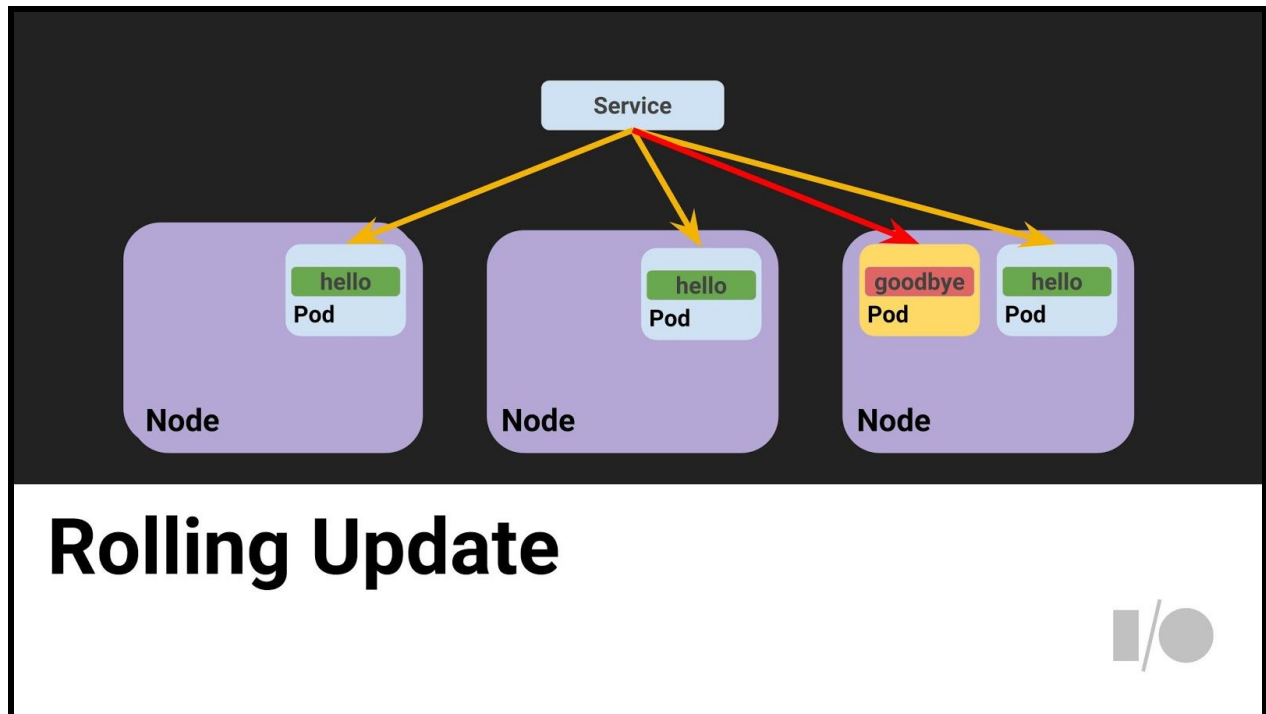 Service
hello
Pod
Node
hello
Pod
Node
goodbye
Pod
hello
Pod
Node
Rolling Update
I/O